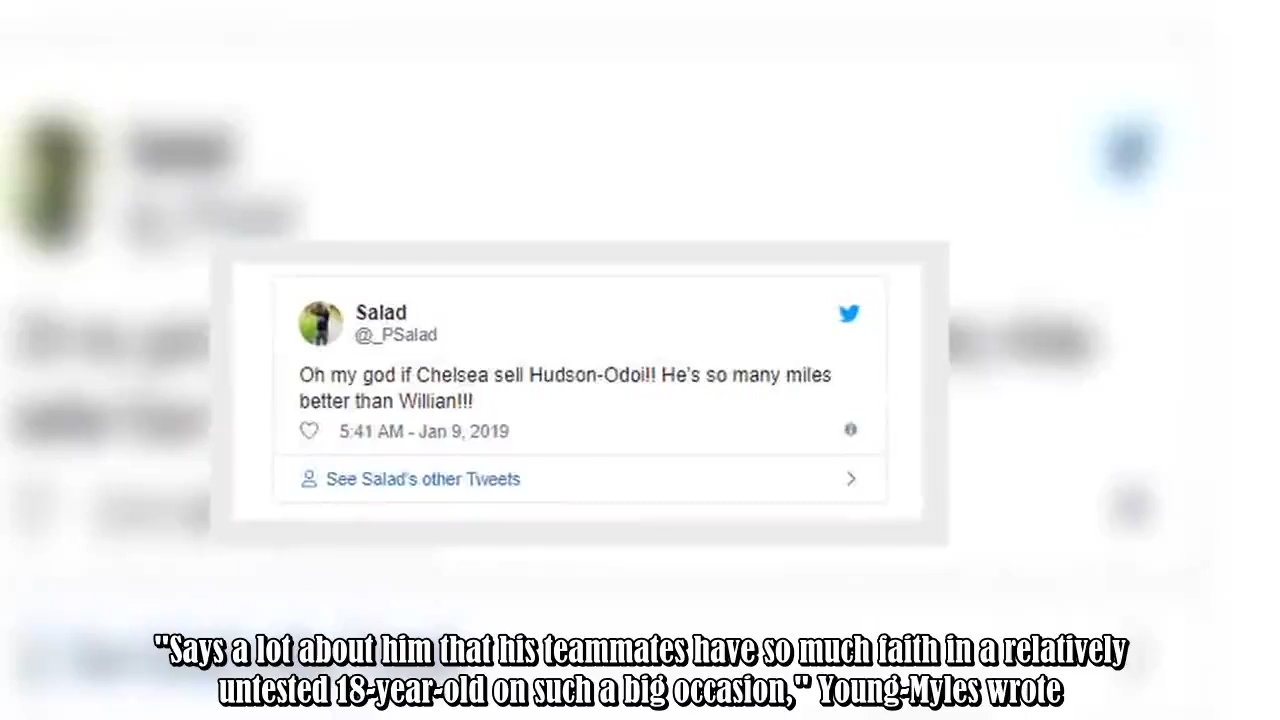 Salad
@_PSalad
Oh my god if Chelsea sell Hudson-Odoi!! He's so many miles
better than Willian!!!
5:41 AM - Jan 9, 2019
See Salad's other Tweets
"Says a lot about him that his teammates have so much faith in a relatively
untested 18-year-old on such a big occasion," Young-Myles wrote